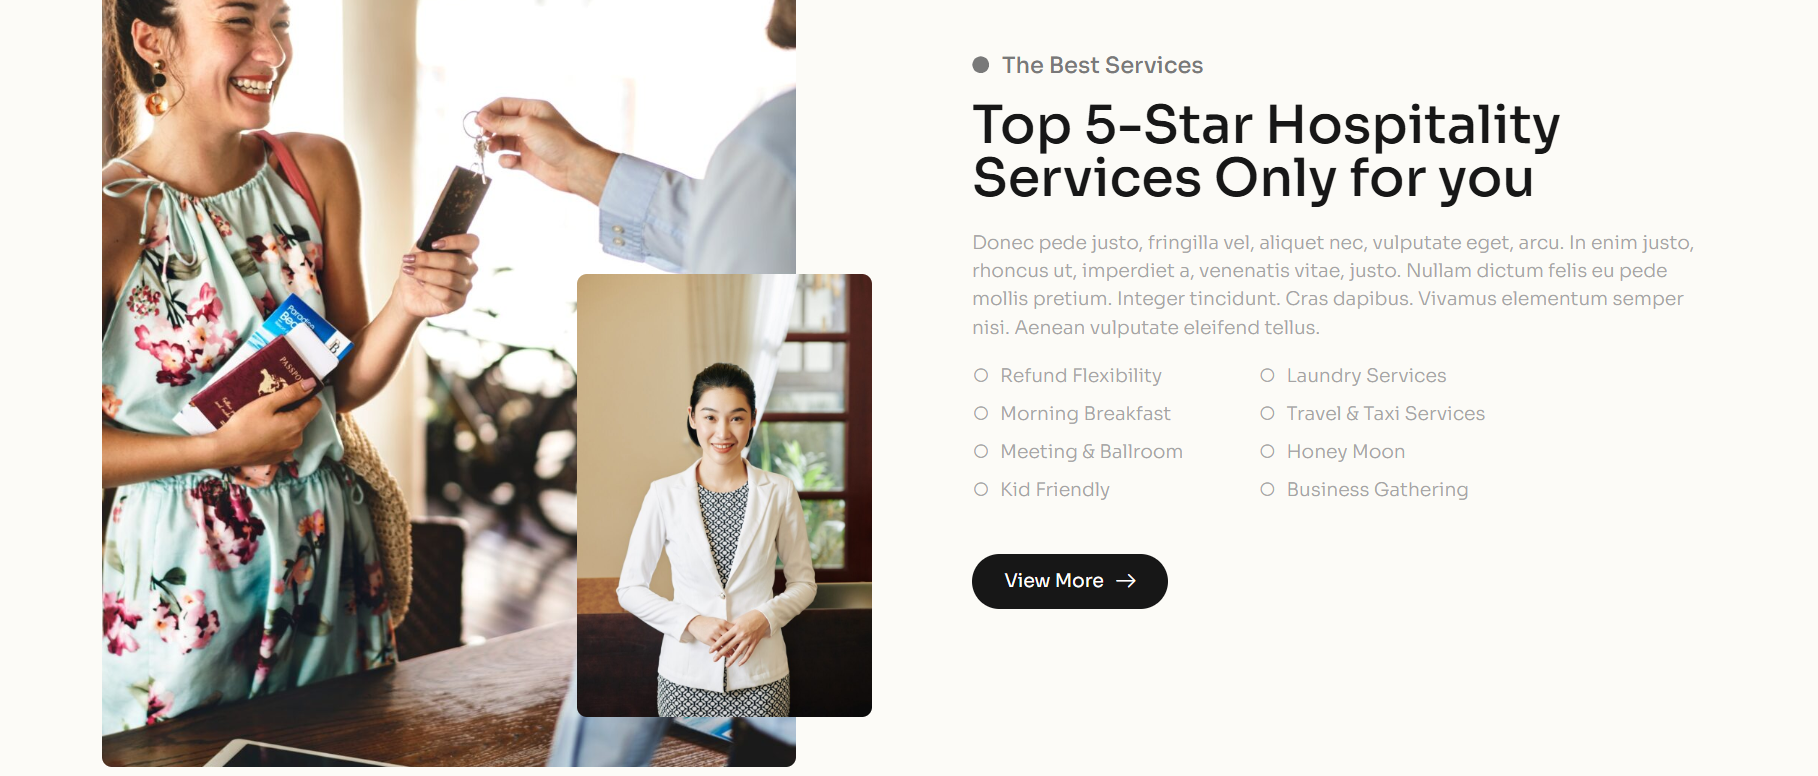 The Best Services
Top 5-Star Hospitality
Services Only for you
Donec pede justo, fringilla vel, aliquet nec, vulputate eget, arcu. In enim justo,
rhoncus ut, imperdiet a, venenatis vitae, justo. Nullam dictum felis eu pede
mollis pretium. Integer tincidunt. Cras dapibus. Vivamus elementum semper
nisi. Aenean vulputate eleifend tellus.
Refund Flexibility
Laundry Services
Morning Breakfast
Travel & Taxi Services
Meeting & Ballroom
Honey Moon
Kid Friendly
Business Gathering
View More
Paradise
PASSPO